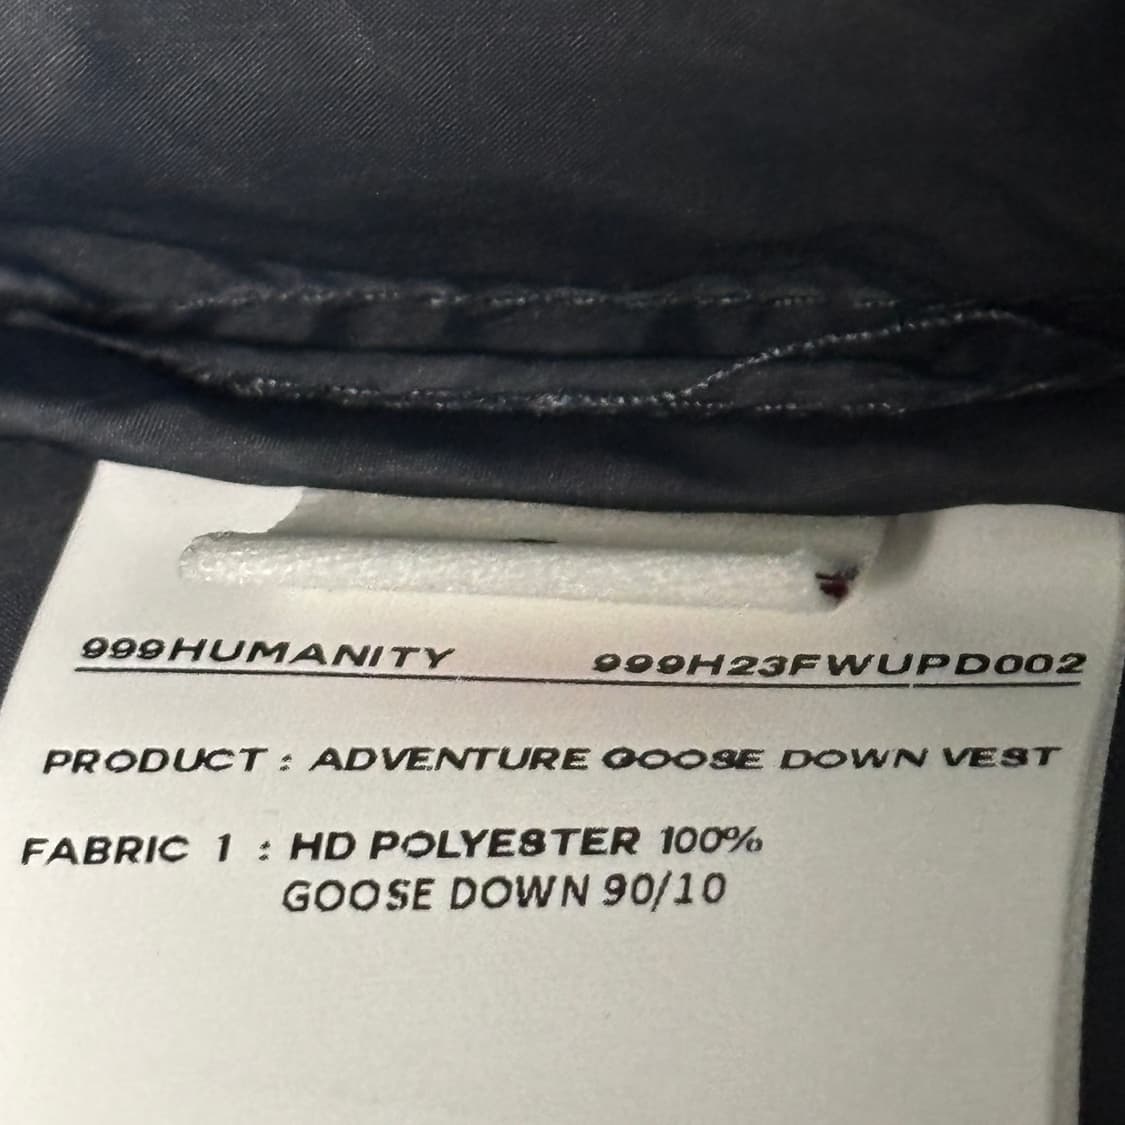 999HUMANITY 999H23FWUPD002
PRODUCT : ADVENTURE GOOSE DOWN VEST
FABRIC 1 : HD POLYESTER 100%
GOOSE DOWN 90/10